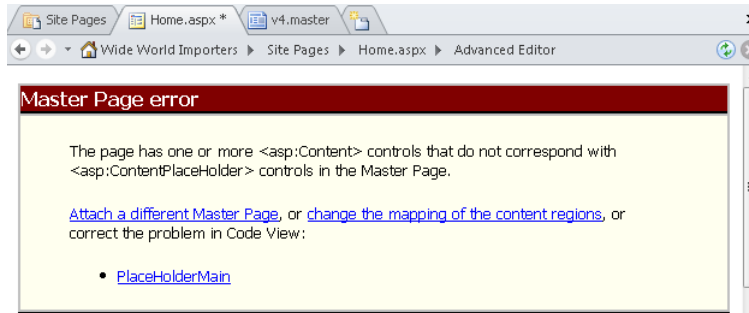 Site Pages Home.aspx * v4.master
Wide World Importers Site Pages Home.aspx Advanced Editor
Master Page error
The page has one or more <asp:Content> controls that do not correspond with
<asp:ContentPlaceHolder> controls in the Master Page.
Attach a different Master Page, or change the mapping of the content regions, or
correct the problem in Code View:
• PlaceHolderMain